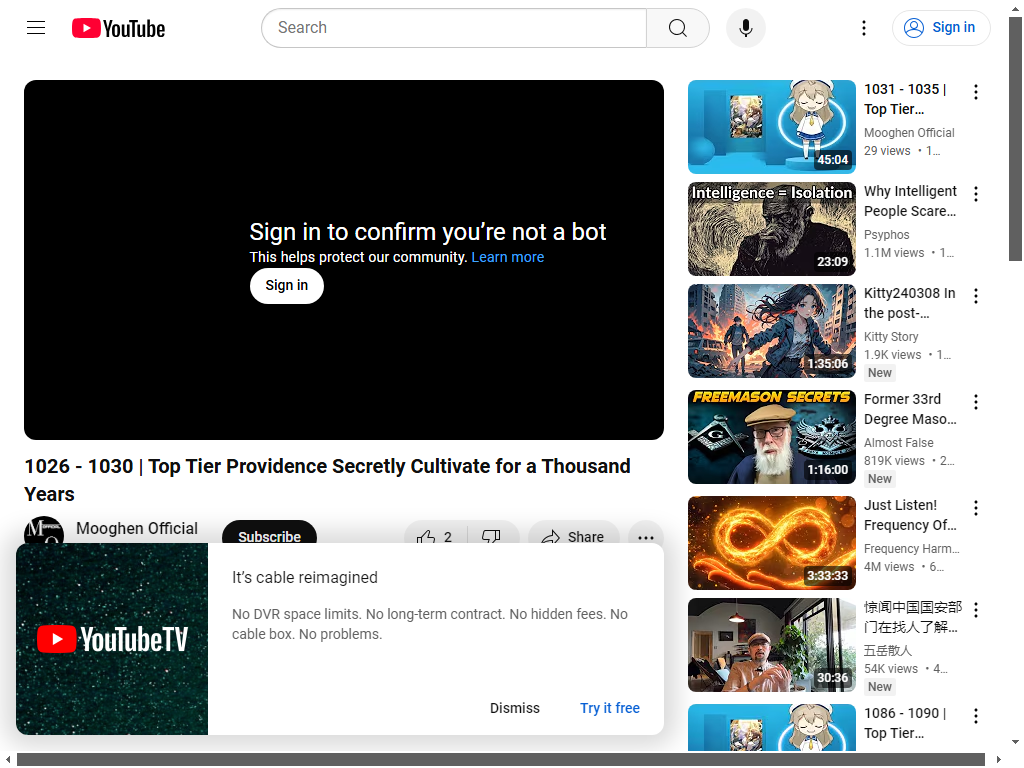 YouTube
Search
Sign in
Sign in to confirm you’re not a bot
This helps protect our community. Learn more
Sign in
1026 - 1030 | Top Tier Providence Secretly Cultivate for a Thousand
Years
Mooghen Official
Subscribe
2
Share
YouTubeTV
It’s cable reimagined
No DVR space limits. No long-term contract. No hidden fees. No
cable box. No problems.
Dismiss
Try it free
45:04
1031 - 1035 |
Top Tier…
Mooghen Official
29 views • 1…
Intelligence = Isolation
23:09
Why Intelligent
People Scare…
Psyphos
1.1M views • 1…
1:35:06
Kitty240308 In
the post-…
Kitty Story
1.9K views • 1…
New
FREEMASON SECRETS
G
1:16:00
Former 33rd
Degree Maso…
Almost False
819K views • 2…
New
3:33:33
Just Listen!
Frequency Of…
Frequency Harm…
4M views • 6…
30:36
惊闻中国国安部
门在找人了解…
五岳散人
54K views • 4…
New
1086 - 1090 |
Top Tier…